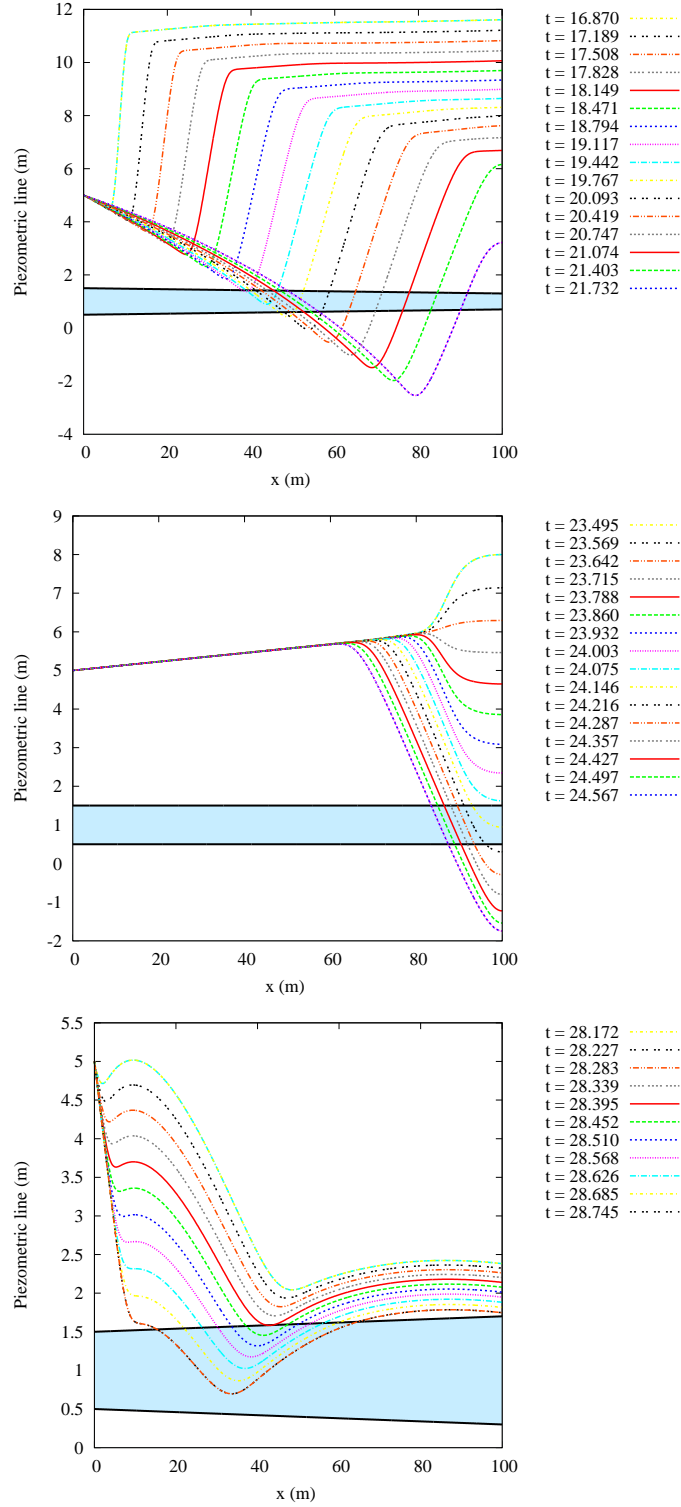 12
10
8
6
4
2
0
-2
-4
Piezometric line (m)
0 20 40 60 80 100
x (m)
t = 16.870
t = 17.189
t = 17.508
t = 17.828
t = 18.149
t = 18.471
t = 18.794
t = 19.117
t = 19.442
t = 19.767
t = 20.093
t = 20.419
t = 20.747
t = 21.074
t = 21.403
t = 21.732
9
8
7
6
5
4
3
2
1
0
-1
-2
Piezometric line (m)
0 20 40 60 80 100
x (m)
t = 23.495
t = 23.569
t = 23.642
t = 23.715
t = 23.788
t = 23.860
t = 23.932
t = 24.003
t = 24.075
t = 24.146
t = 24.216
t = 24.287
t = 24.357
t = 24.427
t = 24.497
t = 24.567
5.5
5
4.5
4
3.5
3
2.5
2
1.5
1
0.5
0
Piezometric line (m)
0 20 40 60 80 100
x (m)
t = 28.172
t = 28.227
t = 28.283
t = 28.339
t = 28.395
t = 28.452
t = 28.510
t = 28.568
t = 28.626
t = 28.685
t = 28.745